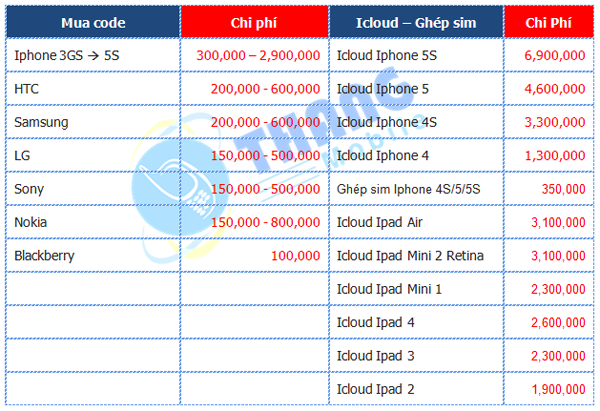 Mua code Chi phí Icloud – Ghép sim Chi Phí
Iphone 3GS → 5S 300,000 – 2,900,000 Icloud Iphone 5S 6,900,000
HTC 200,000 - 600,000 Icloud Iphone 5 4,600,000
Samsung 200,000 - 600,000 Icloud Iphone 4S 3,300,000
LG 150,000 - 500,000 Icloud Iphone 4 1,300,000
Sony 150,000 - 500,000 Ghép sim Iphone 4S/5/5S 350,000
Nokia 150,000 - 800,000 Icloud Ipad Air 3,100,000
Blackberry 100,000 Icloud Ipad Mini 2 Retina 3,100,000
Icloud Ipad Mini 1 2,300,000
Icloud Ipad 4 2,600,000
Icloud Ipad 3 2,300,000
Icloud Ipad 2 1,900,000
THANG
Mobile